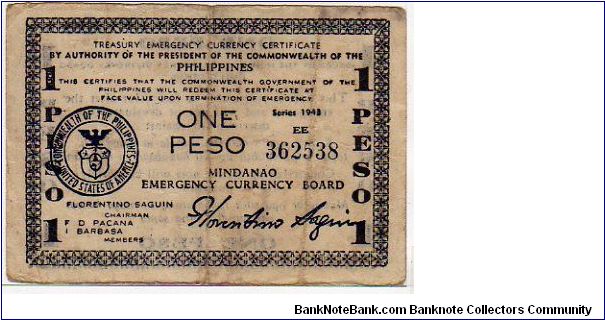 TREASURY EMERGENCY CURRENCY CERTIFICATE
BY AUTHORITY OF THE PRESIDENT OF THE COMMONWEALTH OF THE
PHILIPPINES
THIS CERTIFIES THAT THE COMMONWEALTH GOVERNMENT OF THE
PHILIPPINES WILL REDEEM THIS CERTIFICATE AT
FACE VALUE UPON TERMINATION OF EMERGENCY
1 PESO 1
1 PESO 1
ONE
PESO
Series 1943
EE
362538
COMMONWEALTH OF THE PHILIPPINES
UNITED STATES OF AMERICA
MINDANAO
EMERGENCY CURRENCY BOARD
FLORENTINO SAGUIN
CHAIRMAN
F D PACANA
I BARBASA
MEMBERS
Florentino Saguin
BankNoteBank.com Banknote Collectors Community